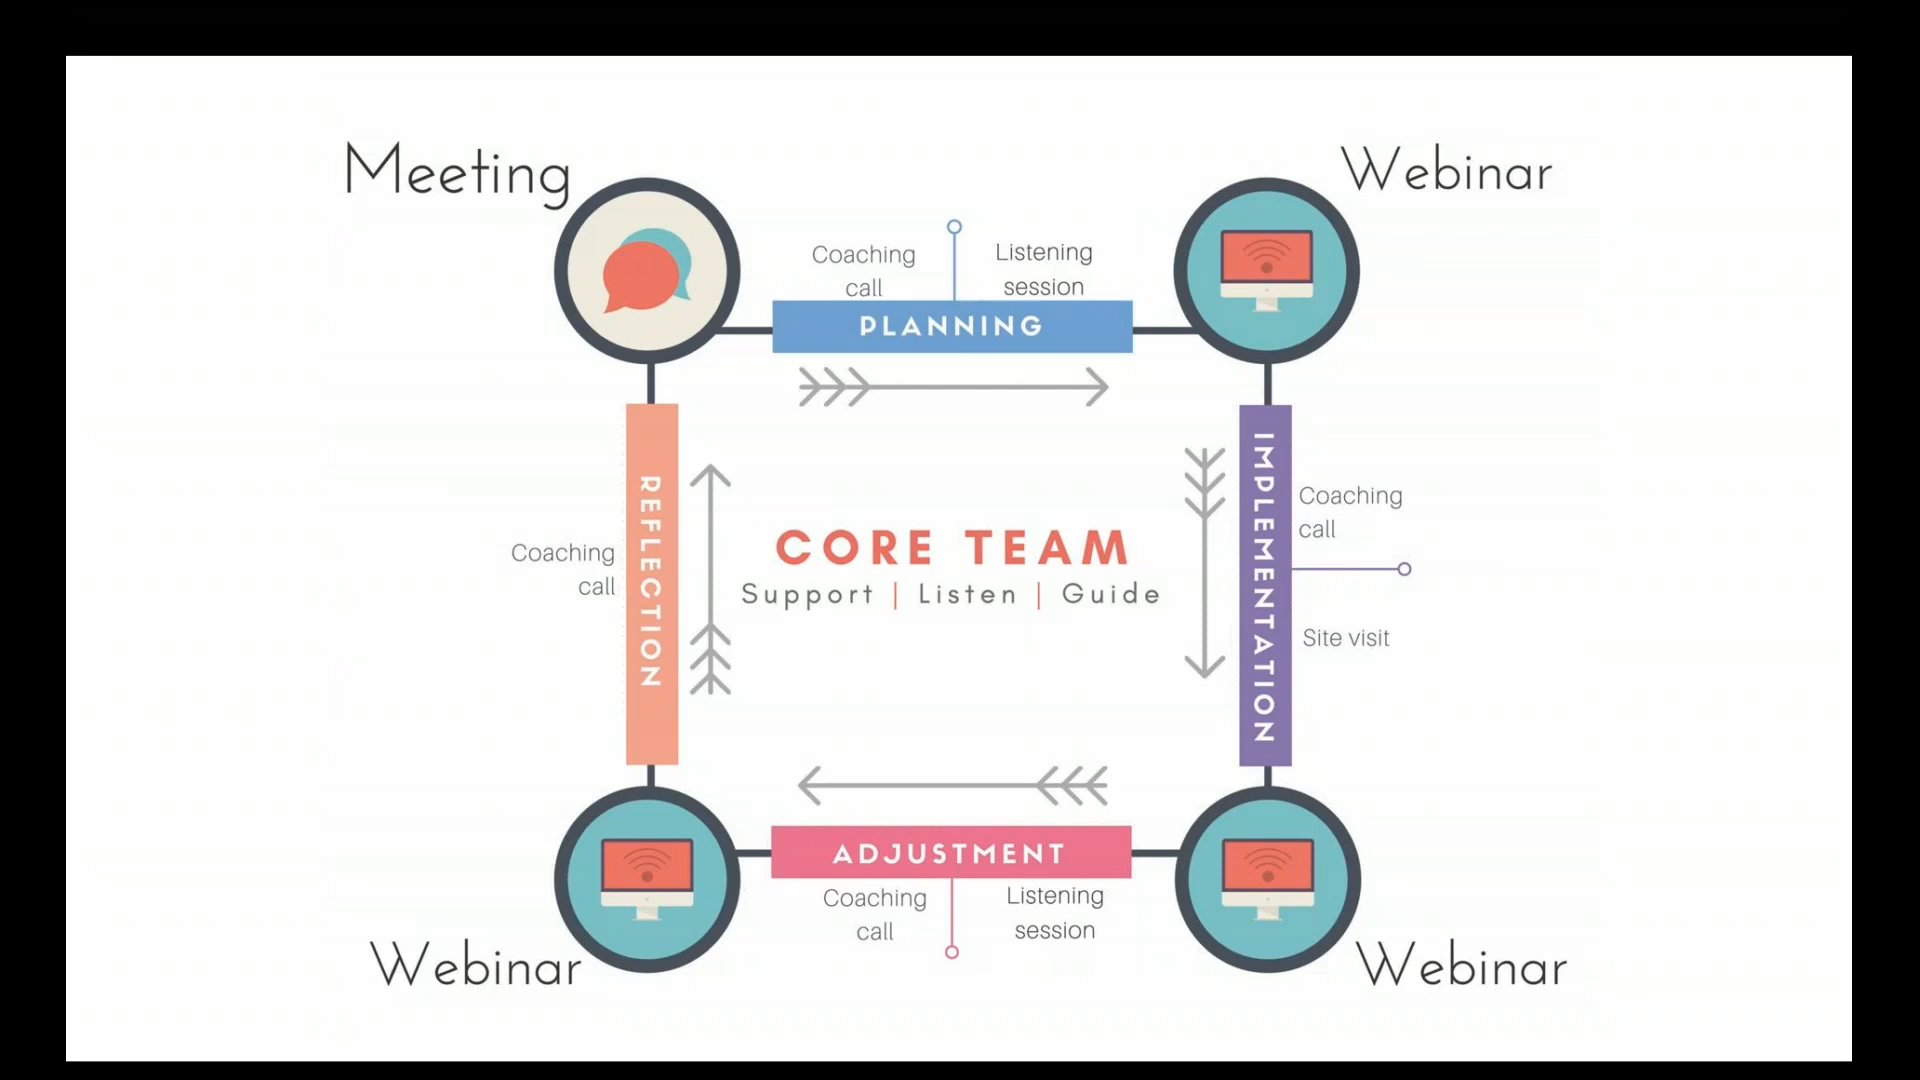 Meeting
Webinar
Coaching
call
Listening
session
PLANNING
REFLECTION
Coaching
call
CORE TEAM
Support | Listen | Guide
IMPLEMENTATION
Coaching
call
Site visit
ADJUSTMENT
Coaching
call
Listening
session
Webinar
Webinar